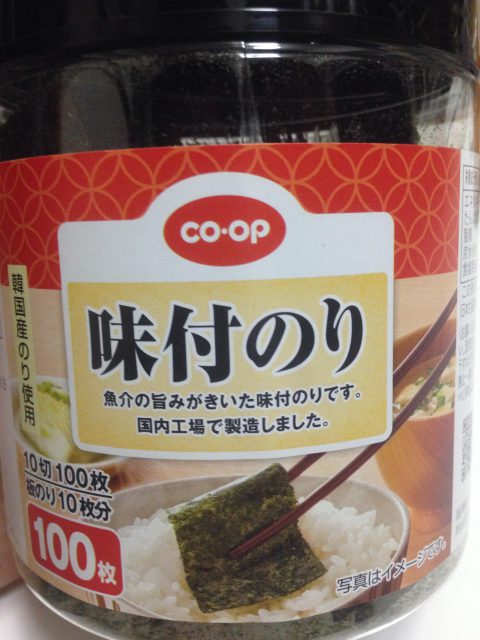 CO·OP
味付のり
魚介の旨みがきいた味付のりです。
国内工場で製造しました。
韓国産のり使用
10切100枚
板のり10枚分
100枚
写真はイメージです。